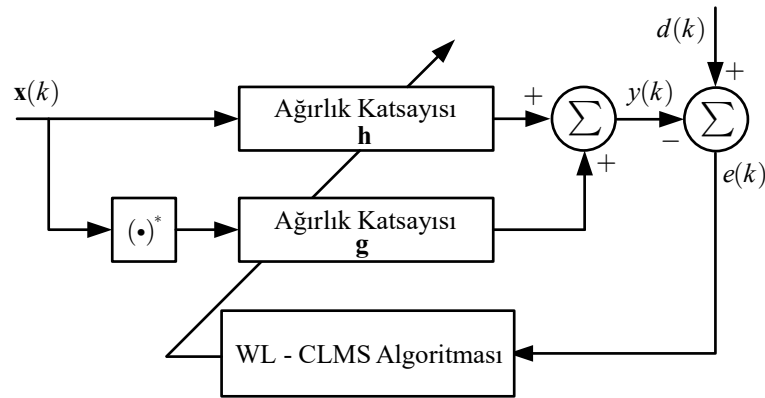 d(k)
x(k)
Ağırlık Katsayısı
h
+
∑
y(k)
+
−
∑
+
e(k)
(•)*
Ağırlık Katsayısı
g
WL - CLMS Algoritması